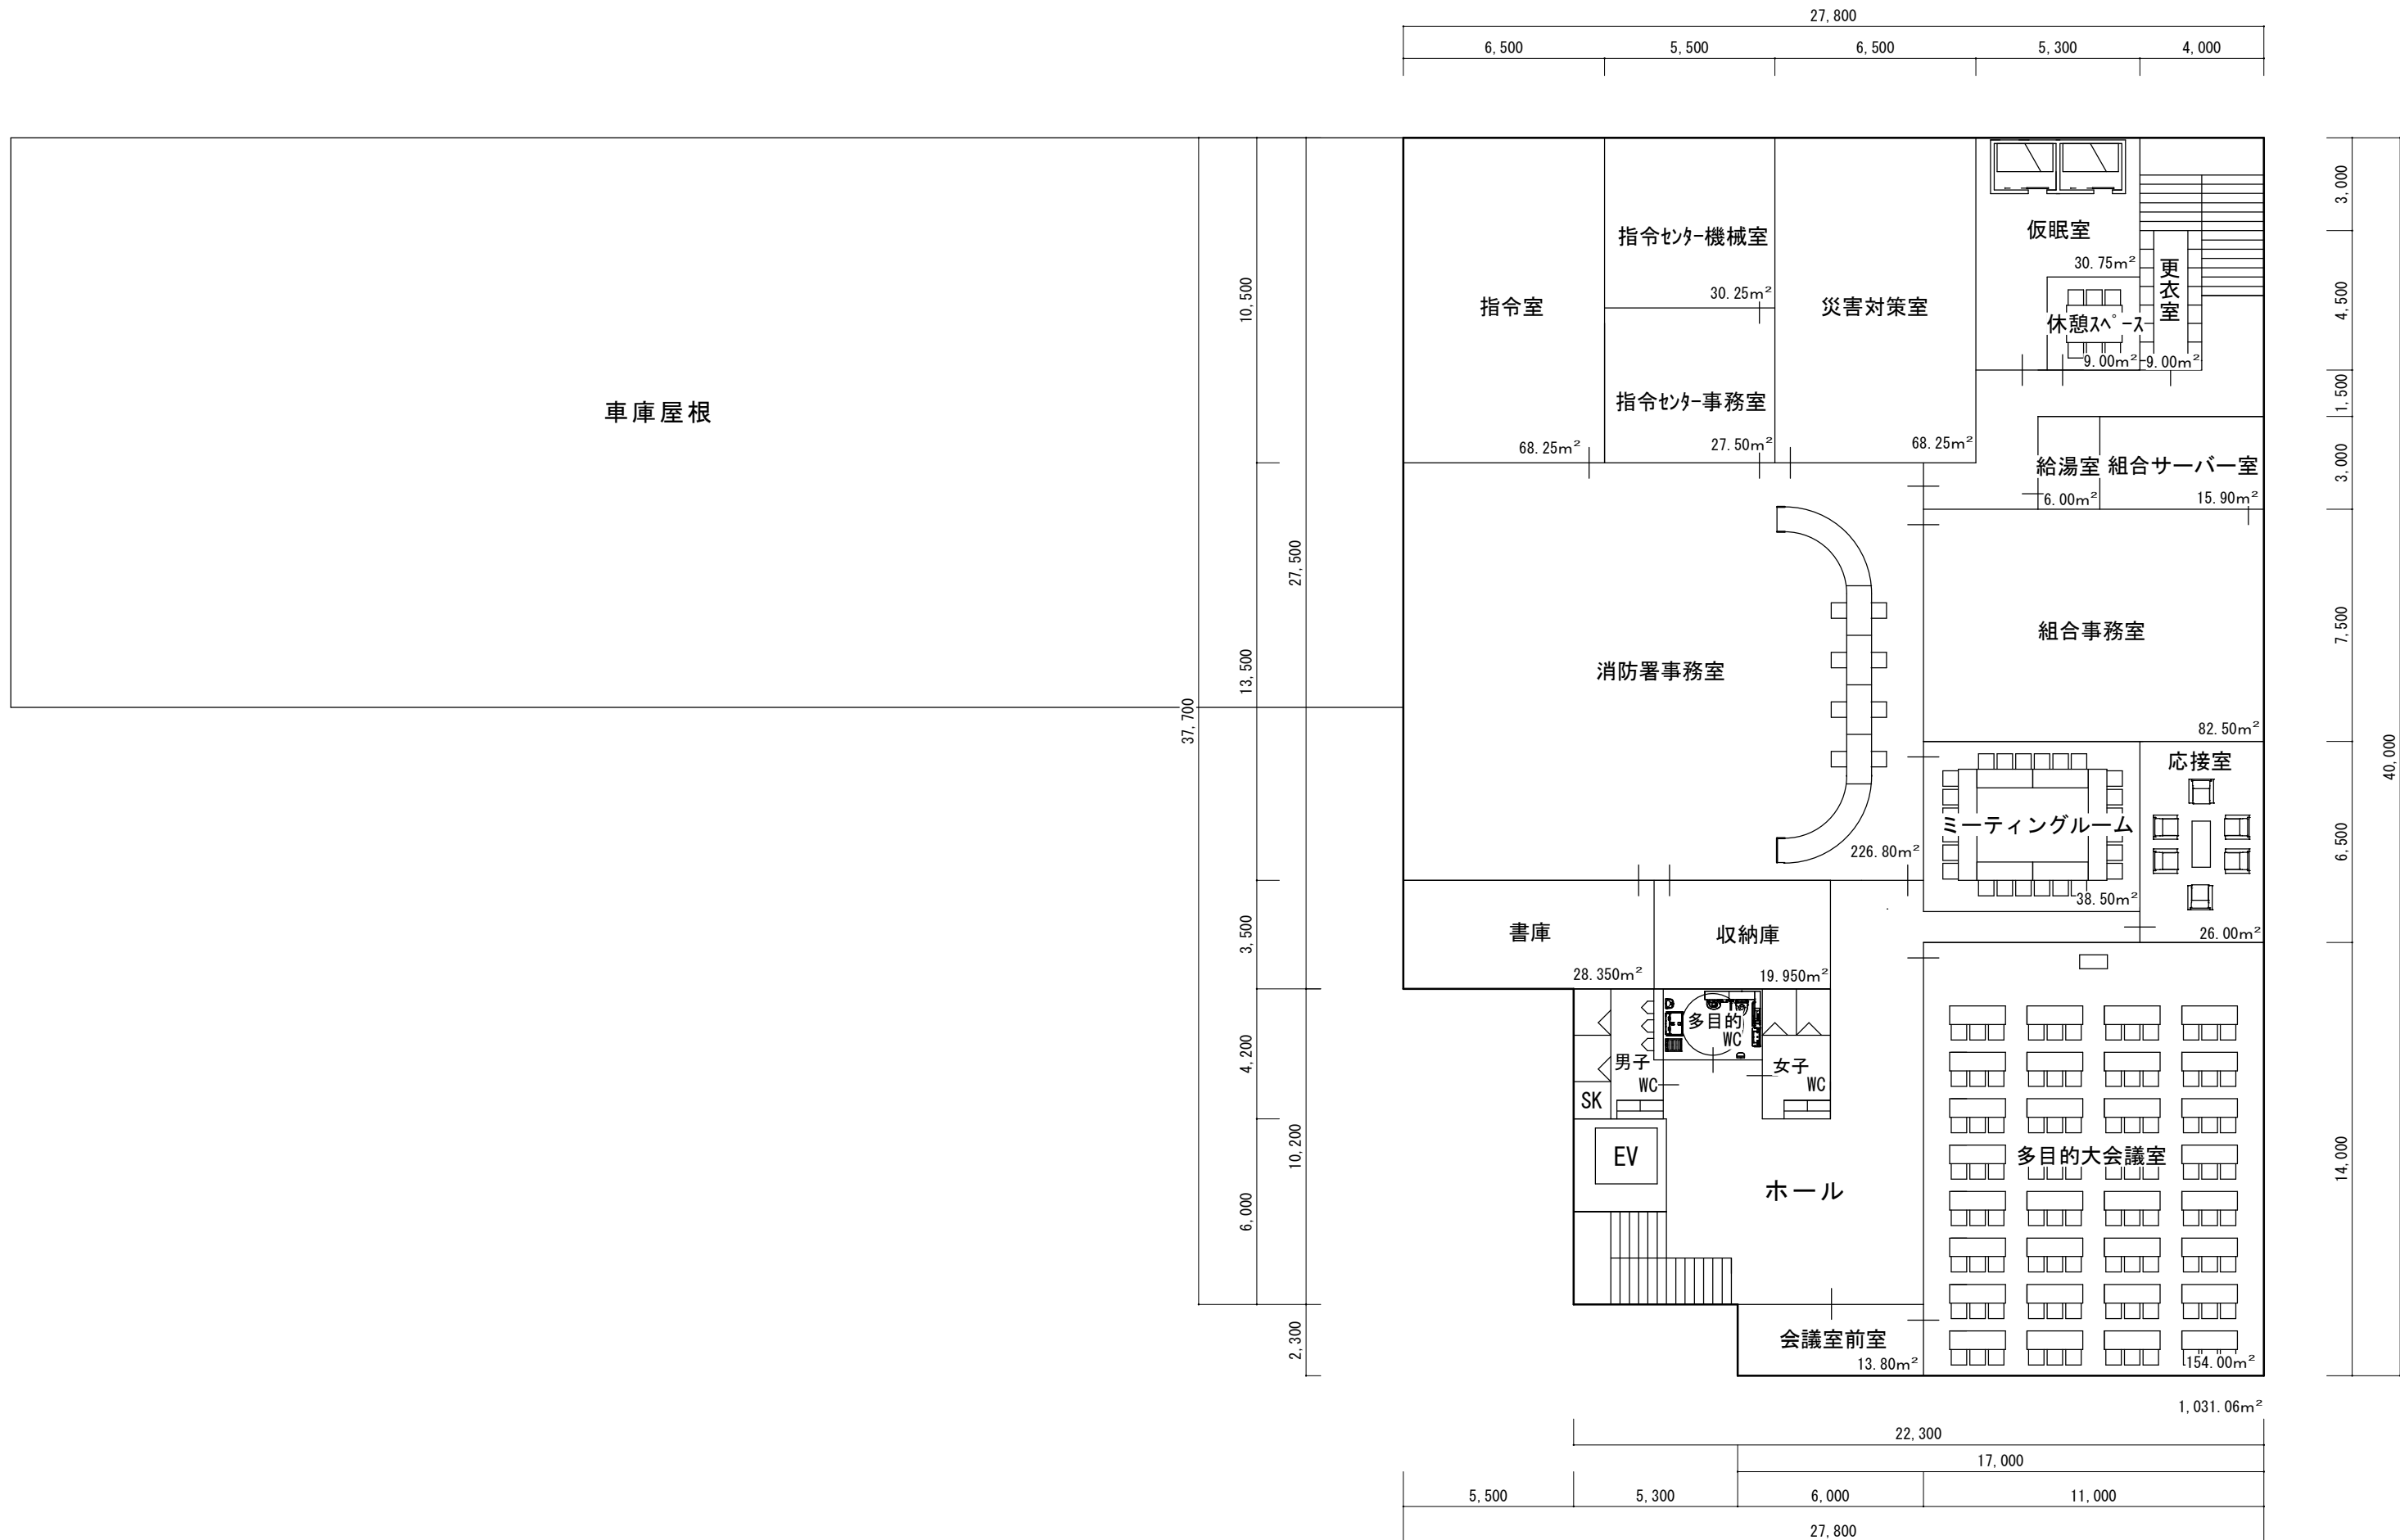 27,800
6,500 5,500 6,500 5,300 4,000
3,000
仮眠室
指令ｾﾝﾀｰ機械室
30.75m²
更衣室
30.25m²
10,500
指令室
災害対策室
4,500
休憩ｽﾍﾟｰｽ
9.00m² 9.00m²
車庫屋根
指令ｾﾝﾀｰ事務室
1,500
68.25m² 27.50m² 68.25m²
給湯室 組合サーバー室
3,000
6.00m² 15.90m²
27,500
組合事務室
7,500
消防署事務室
13,500
37,700
82.50m²
40,000
応接室
ミーティングルーム
6,500
226.80m²
38.50m²
書庫 収納庫
3,500
26.00m²
28.350m² 19.950m²
多目的
WC
4,200
男子
WC
女子
WC
SK
10,200
EV
多目的大会議室
14,000
ホール
6,000
2,300
会議室前室
13.80m² 154.00m²
1,031.06m²
22,300
17,000
5,500 5,300 6,000 11,000
27,800